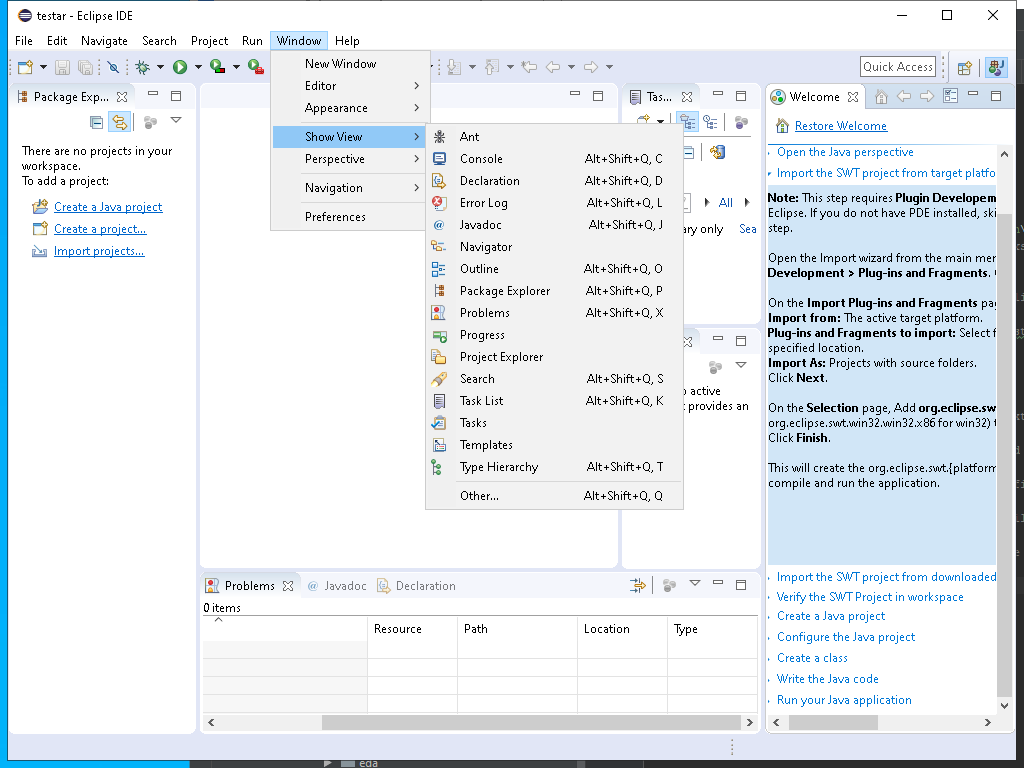 testar - Eclipse IDE
File Edit Navigate Search Project Run Window Help
Quick Access
New Window
Editor
Appearance
Show View
Perspective
Navigation
Preferences
Ant
Console Alt+Shift+Q, C
Declaration Alt+Shift+Q, D
Error Log Alt+Shift+Q, L
Javadoc Alt+Shift+Q, J
Navigator
Outline Alt+Shift+Q, O
Package Explorer Alt+Shift+Q, P
Problems Alt+Shift+Q, X
Progress
Project Explorer
Search Alt+Shift+Q, S
Task List Alt+Shift+Q, K
Tasks
Templates
Type Hierarchy Alt+Shift+Q, T
Other... Alt+Shift+Q, Q
Package Exp...
There are no projects in your
workspace.
To add a project:
Create a Java project
Create a project...
Import projects...
Tas...
All
ary only Sea
active
provides an
Welcome
Restore Welcome
Open the Java perspective
Import the SWT project from target platfo
Note: This step requires Plugin Developem
Eclipse. If you do not have PDE installed, ski
step.
Open the Import wizard from the main mer
Development > Plug-ins and Fragments.
On the Import Plug-ins and Fragments pag
Import from: The active target platform.
Plug-ins and Fragments to import: Select f
specified location.
Import As: Projects with source folders.
Click Next.
On the Selection page, Add org.eclipse.sw
org.eclipse.swt.win32.win32.x86 for win32) t
Click Finish.
This will create the org.eclipse.swt.{platform
compile and run the application.
Import the SWT project from downloaded
Verify the SWT Project in workspace
Create a Java project
Configure the Java project
Create a class
Write the Java code
Run your Java application
Problems Javadoc Declaration
0 items
Resource Path Location Type
eda